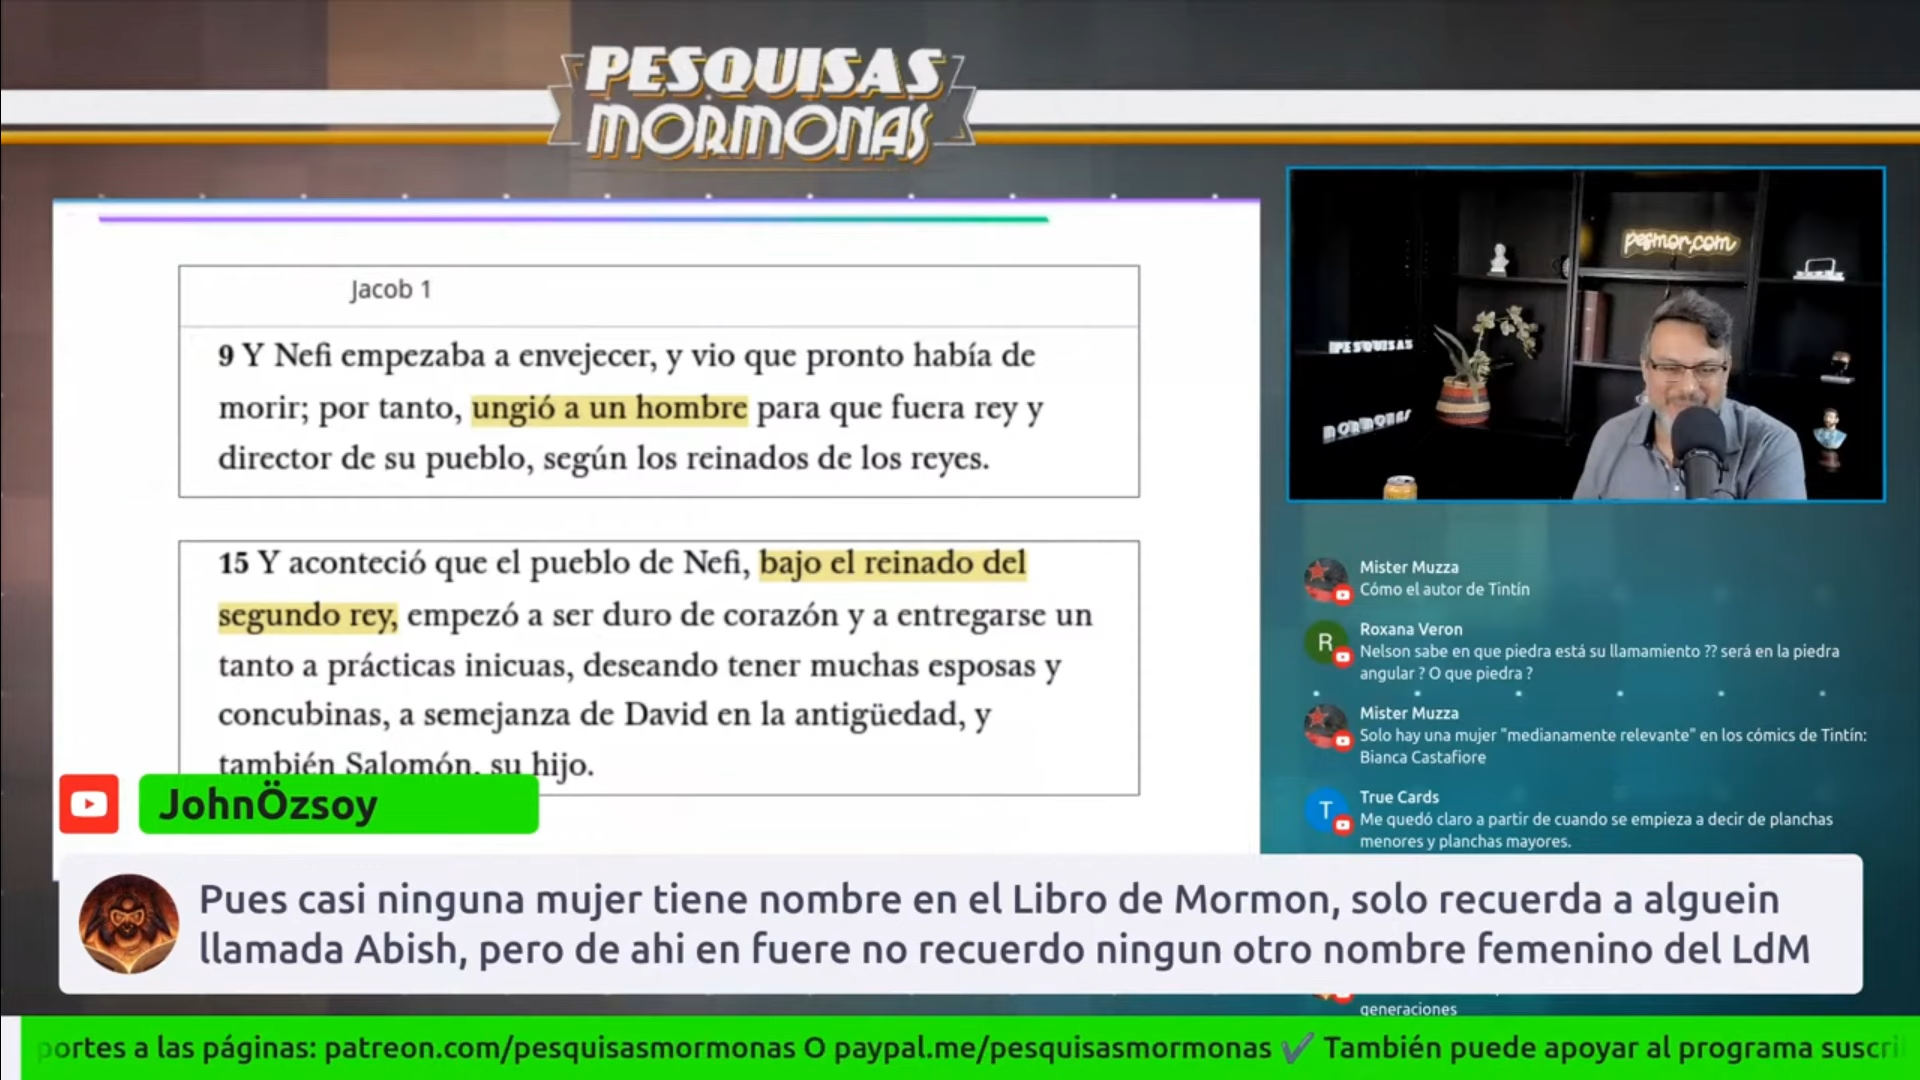 PESQUISAS
MORMONAS
Jacob 1
9 Y Nefi empezaba a envejecer, y vio que pronto había de
morir; por tanto, ungió a un hombre para que fuera rey y
director de su pueblo, según los reinados de los reyes.
15 Y aconteció que el pueblo de Nefi, bajo el reinado del
segundo rey, empezó a ser duro de corazón y a entregarse un
tanto a prácticas inicuas, deseando tener muchas esposas y
concubinas, a semejanza de David en la antigüedad, y
también Salomón, su hijo.
pesmor.com
PESQUISAS
MORMONAS
Mister Muzza
Cómo el autor de Tintín
R
Roxana Veron
Nelson sabe en que piedra está su llamamiento ?? será en la piedra
angular ? O que piedra ?
Mister Muzza
Solo hay una mujer "medianamente relevante" en los cómics de Tintín:
Bianca Castafiore
T
True Cards
Me quedó claro a partir de cuando se empieza a decir de planchas
menores y planchas mayores.
JohnÖzsoy
Pues casi ninguna mujer tiene nombre en el Libro de Mormon, solo recuerda a alguein
llamada Abish, pero de ahi en fuere no recuerdo ningun otro nombre femenino del LdM
generaciones
portes a las páginas: patreon.com/pesquisasmormonas O paypal.me/pesquisasmormonas ✔ También puede apoyar al programa suscri